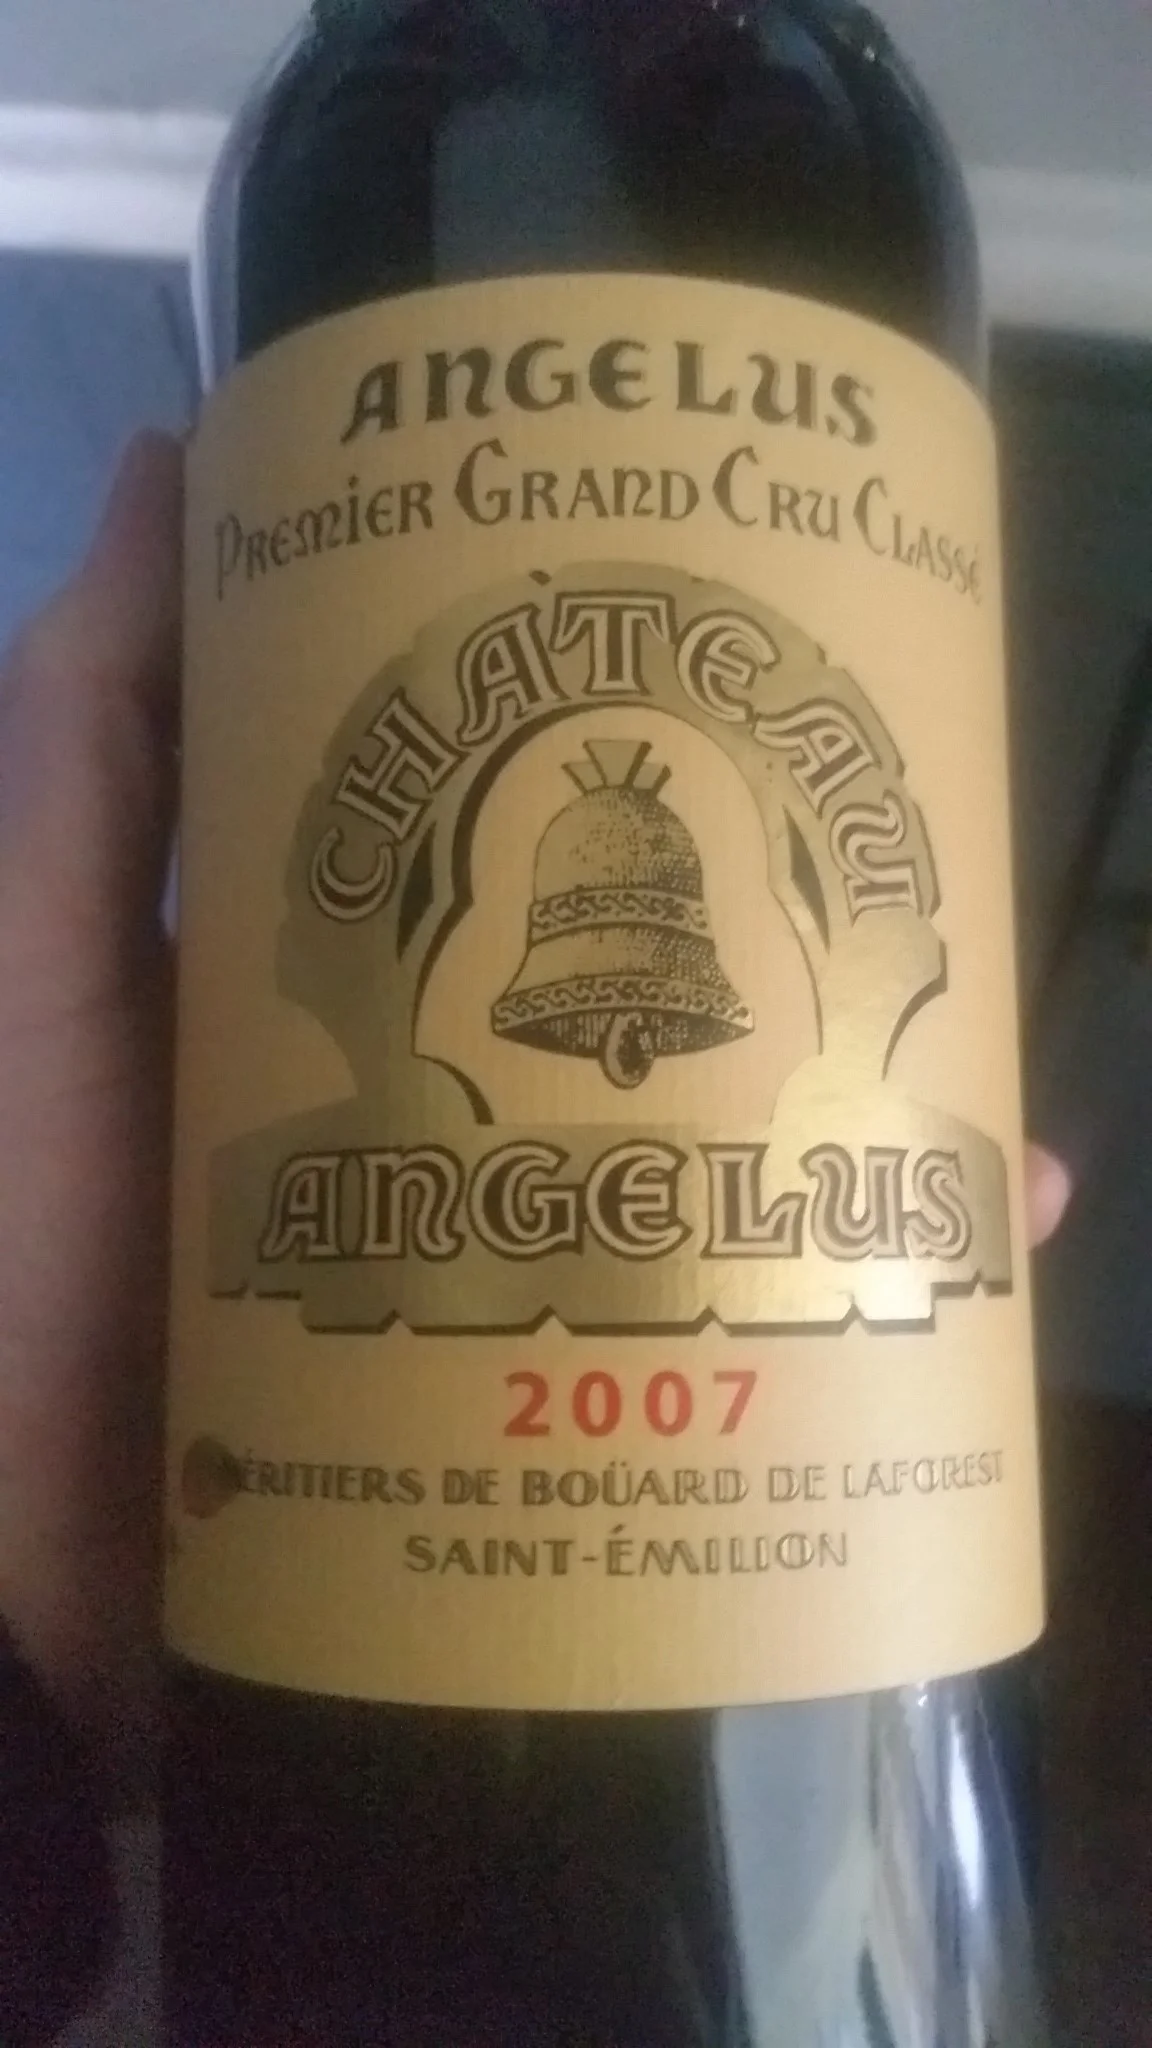 ANGELUS
PREMIER GRAND CRU CLASSÉ
CHÂTEAU
ANGELUS
2007
DE BOÜARD DE LAFOREST
SAINT-ÉMILION